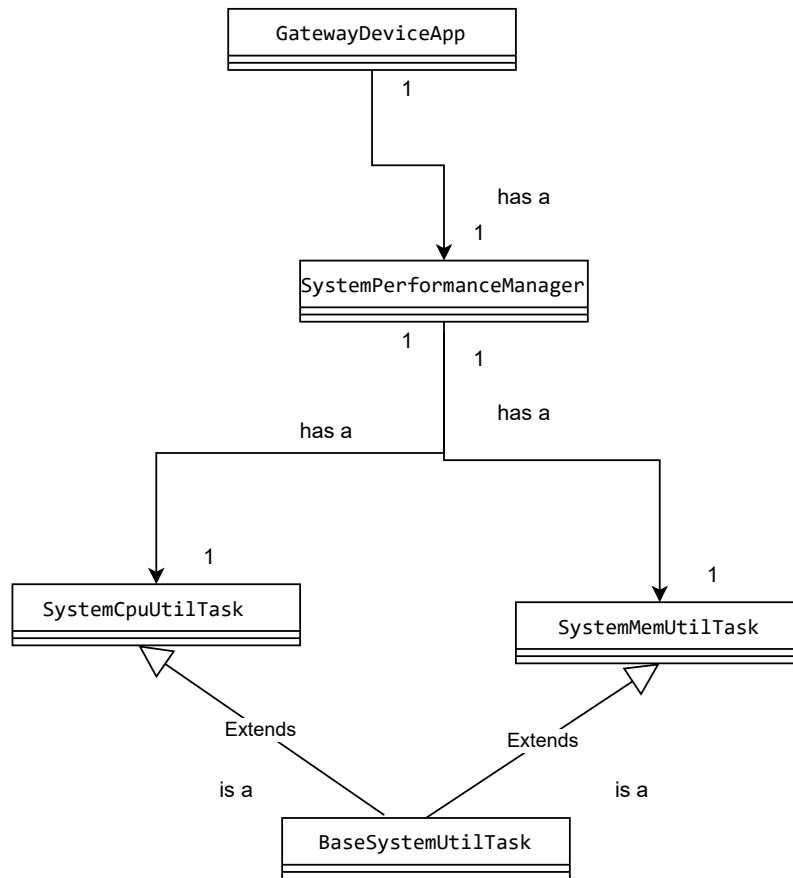 GatewayDeviceApp
1
has a
1
SystemPerformanceManager
1
1
has a
has a
1
1
SystemCpuUtilTask
SystemMemUtilTask
Extends
Extends
is a
is a
BaseSystemUtilTask